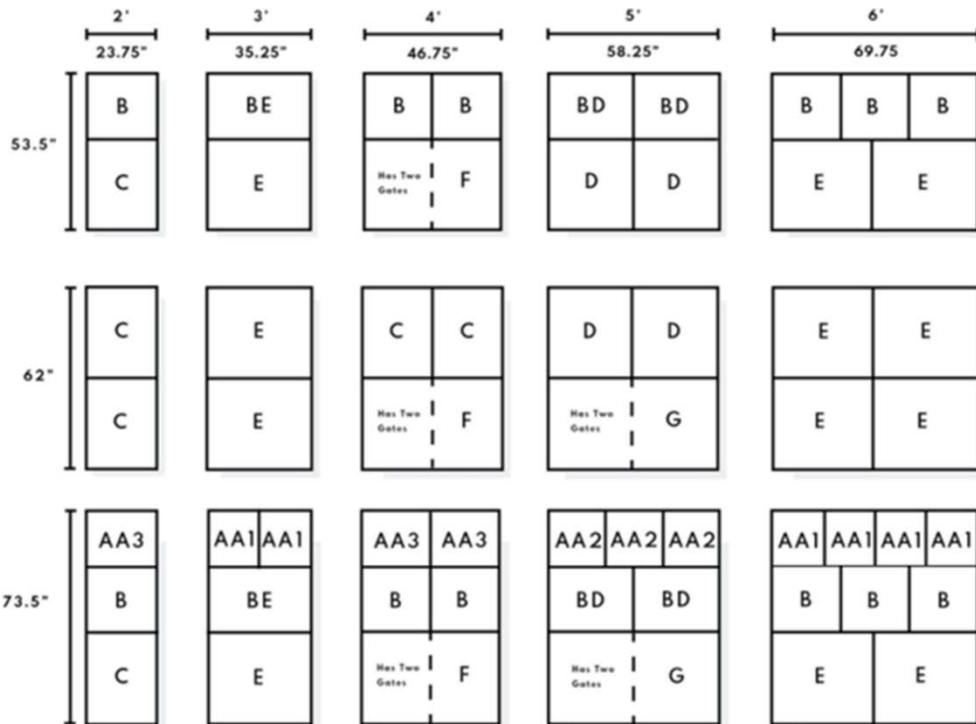 2' 3' 4' 5' 6'
23.75" 35.25" 46.75" 58.25" 69.75
B BE B B BD BD B B B
53.5"
C E Has Two Gates F D D E E
C E C C D D E E
62"
C E Has Two Gates F Has Two Gates G E E
AA3 AA1 AA1 AA3 AA3 AA2 AA2 AA2 AA1 AA1 AA1 AA1
73.5" B BE B B BD BD B B B
C E Has Two Gates F Has Two Gates G E E